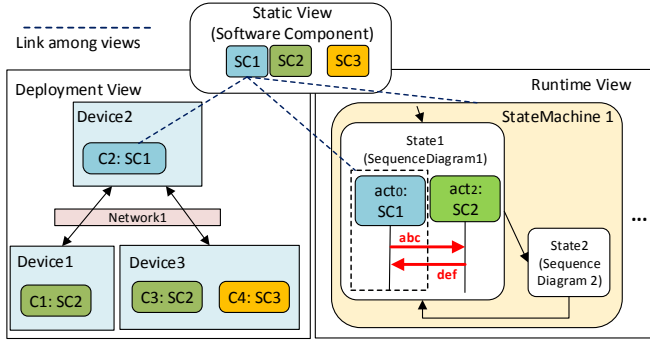 Static View
(Software Component)
SC1
SC2
SC3
Link among views
Deployment View
Device2
C2: SC1
Network1
Device1
C1: SC2
Device3
C3: SC2
C4: SC3
Runtime View
StateMachine 1
State1
(SequenceDiagram1)
act0:
SC1
act2:
SC2
abc
def
State2
(Sequence
Diagram 2)
...